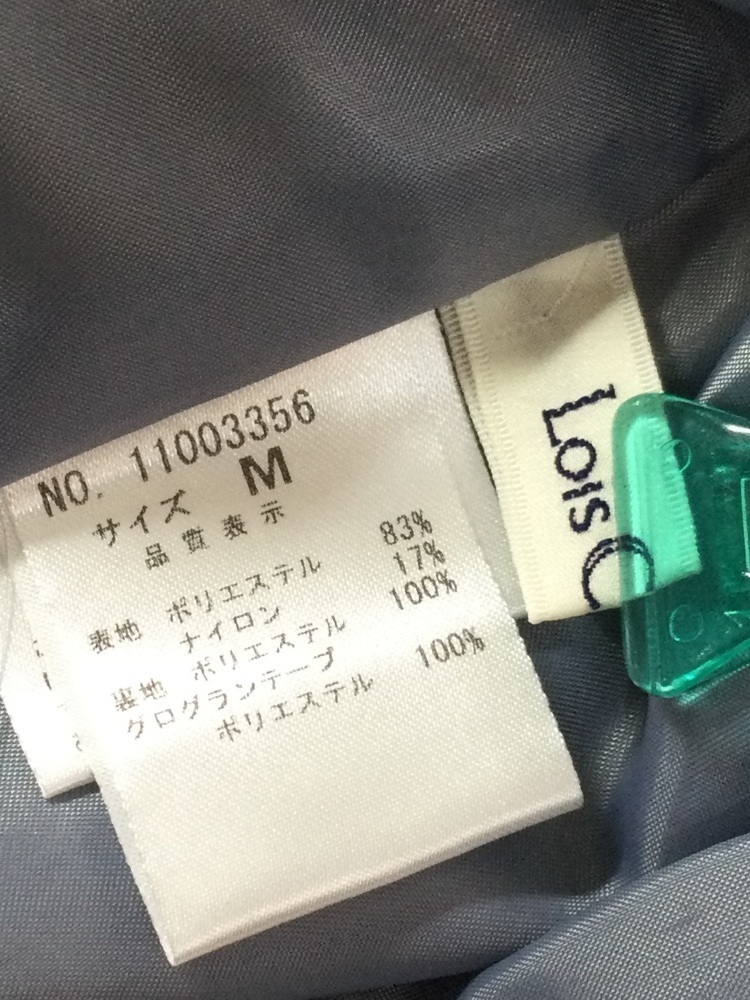 NO. 11003356
サイズ M
品質表示
表地 ポリエステル 83%
ナイロン 17%
裏地 ポリエステル 100%
グログランテープ
ポリエステル 100%
Lois C